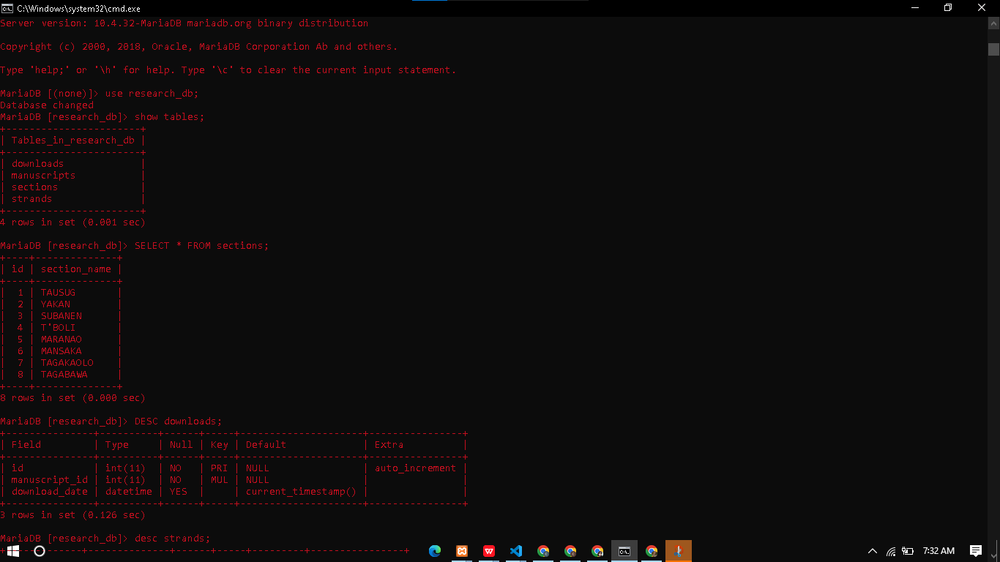 C:\Windows\system32\cmd.exe
Server version: 10.4.32-MariaDB mariadb.org binary distribution
Copyright (c) 2000, 2018, Oracle, MariaDB Corporation Ab and others.
Type 'help;' or '\h' for help. Type '\c' to clear the current input statement.
MariaDB [(none)]> use research_db;
Database changed
MariaDB [research_db]> show tables;
+-----------------------+
| Tables_in_research_db |
+-----------------------+
| downloads             |
| manuscripts           |
| sections              |
| strands               |
+-----------------------+
4 rows in set (0.001 sec)
MariaDB [research_db]> SELECT * FROM sections;
+----+--------------+
| id | section_name |
+----+--------------+
|  1 | TAUSUG       |
|  2 | YAKAN        |
|  3 | SUBANEN      |
|  4 | T'BOLI       |
|  5 | MARANAO      |
|  6 | MANSAKA      |
|  7 | TAGAKAOLO    |
|  8 | TAGABAWA     |
+----+--------------+
8 rows in set (0.000 sec)
MariaDB [research_db]> DESC downloads;
+---------------+----------+------+-----+---------------------+----------------+
| Field         | Type     | Null | Key | Default             | Extra          |
+---------------+----------+------+-----+---------------------+----------------+
| id            | int(11)  | NO   | PRI | NULL                | auto_increment |
| manuscript_id | int(11)  | NO   | MUL | NULL                |                |
| download_date | datetime | YES  |     | current_timestamp() |                |
+---------------+----------+------+-----+---------------------+----------------+
3 rows in set (0.126 sec)
MariaDB [research_db]> desc strands;
7:32 AM